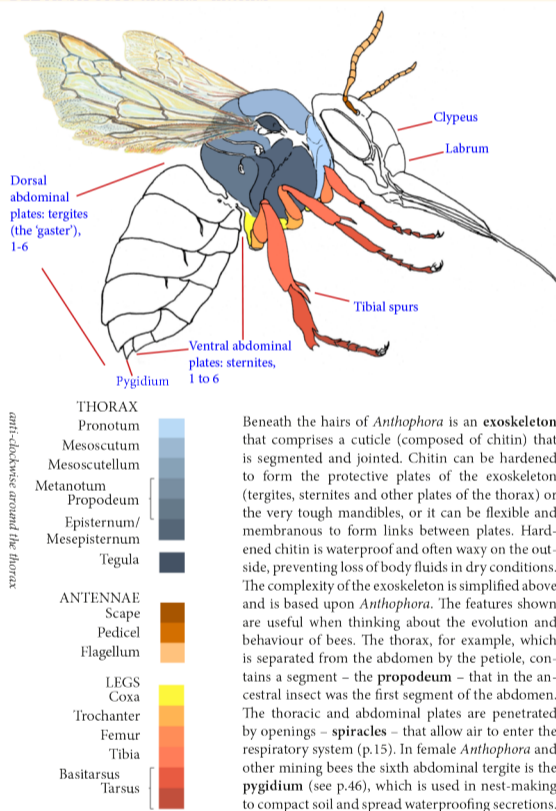 Clypeus
Labrum
Dorsal
abdominal
plates: tergites
(the ‘gaster’),
1-6
Tibial spurs
Ventral abdominal
plates: sternites,
1 to 6
Pygidium
anti-clockwise around the thorax
THORAX
Pronotum
Mesoscutum
Mesoscutellum
Metanotum
Propodeum
Episternum/
Mesepisternum
Tegula
ANTENNAE
Scape
Pedicel
Flagellum
LEGS
Coxa
Trochanter
Femur
Tibia
Basitarsus
Tarsus
Beneath the hairs of Anthophora is an exoskeleton
that comprises a cuticle (composed of chitin) that
is segmented and jointed. Chitin can be hardened
to form the protective plates of the exoskeleton
(tergites, sternites and other plates of the thorax) or
the very tough mandibles, or it can be flexible and
membranous to form links between plates. Hard-
ened chitin is waterproof and often waxy on the out-
side, preventing loss of body fluids in dry conditions.
The complexity of the exoskeleton is simplified above
and is based upon Anthophora. The features shown
are useful when thinking about the evolution and
behaviour of bees. The thorax, for example, which
is separated from the abdomen by the petiole, con-
tains a segment – the propodeum – that in the an-
cestral insect was the first segment of the abdomen.
The thoracic and abdominal plates are penetrated
by openings – spiracles – that allow air to enter the
respiratory system (p.15). In female Anthophora and
other mining bees the sixth abdominal tergite is the
pygidium (see p.46), which is used in nest-making
to compact soil and spread waterproofing secretions.